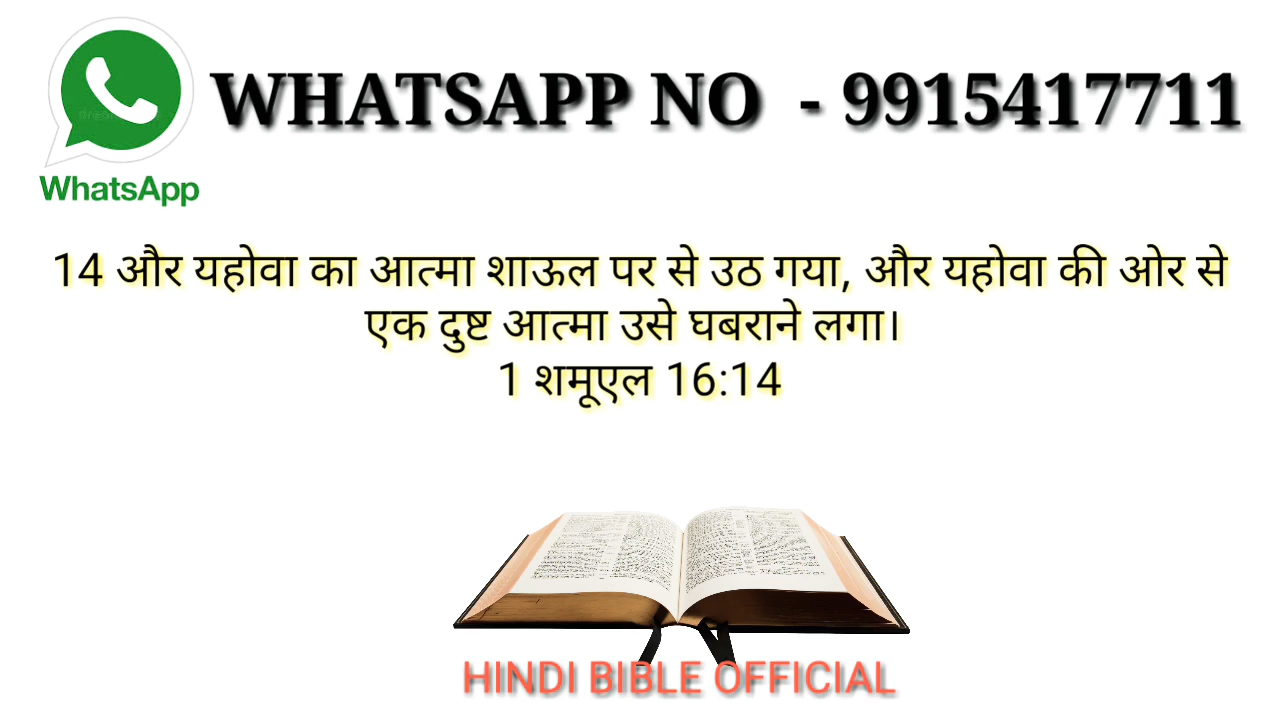 WHATSAPP NO - 9915417711
WhatsApp
14 और यहोवा का आत्मा शाऊल पर से उठ गया, और यहोवा की ओर से
एक दुष्ट आत्मा उसे घबराने लगा।
1 शमूएल 16:14
HINDI BIBLE OFFICIAL